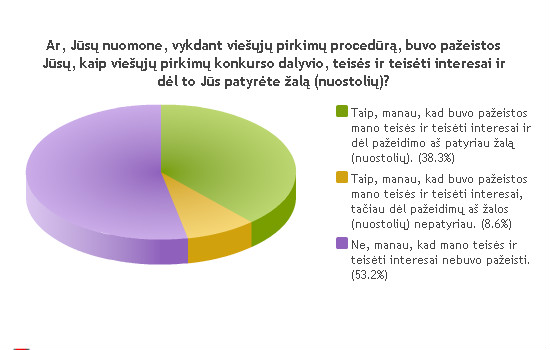 Ar, Jūsų nuomone, vykdant viešųjų pirkimų procedūrą, buvo pažeistos
Jūsų, kaip viešųjų pirkimų konkurso dalyvio, teisės ir teisėti interesai ir
dėl to Jūs patyrėte žalą (nuostolių)?
Taip, manau, kad buvo pažeistos
mano teisės ir teisėti interesai ir
dėl pažeidimo aš patyriau žalą
(nuostolių). (38.3%)
Taip, manau, kad buvo pažeistos
mano teisės ir teisėti interesai,
tačiau dėl pažeidimų aš žalos
(nuostolių) nepatyriau. (8.6%)
Ne, manau, kad mano teisės ir
teisėti interesai nebuvo pažeisti.
(53.2%)